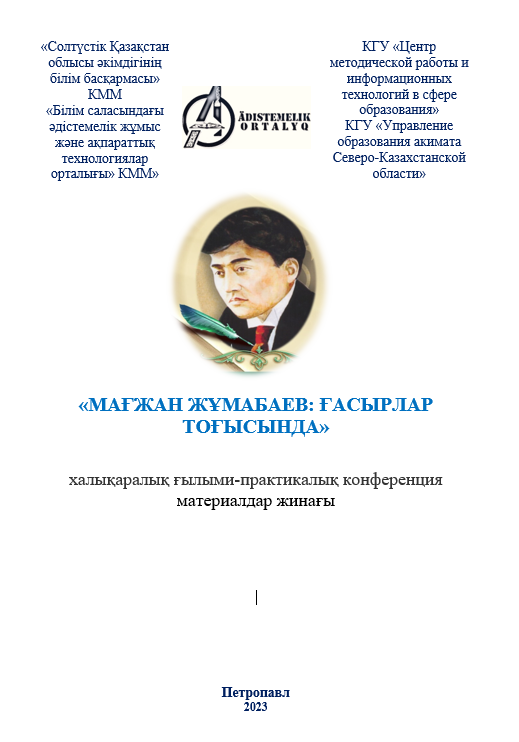 «Солтүстік Қазақстан
облысы әкімдігінің
білім басқармасы»
КММ
«Білім саласындағы
әдістемелік жұмыс
және ақпараттық
технологиялар
орталығы» КММ»
ÁDISTEMELIK
ORTALYQ
КГУ «Центр
методической работы и
информационных
технологий в сфере
образования»
КГУ «Управление
образования акимата
Северо-Казахстанской
области»
«МАҒЖАН ЖҰМАБАЕВ: ҒАСЫРЛАР
ТОҒЫСЫНДА»
халықаралық ғылыми-практикалық конференция
материалдар жинағы
Петропавл
2023